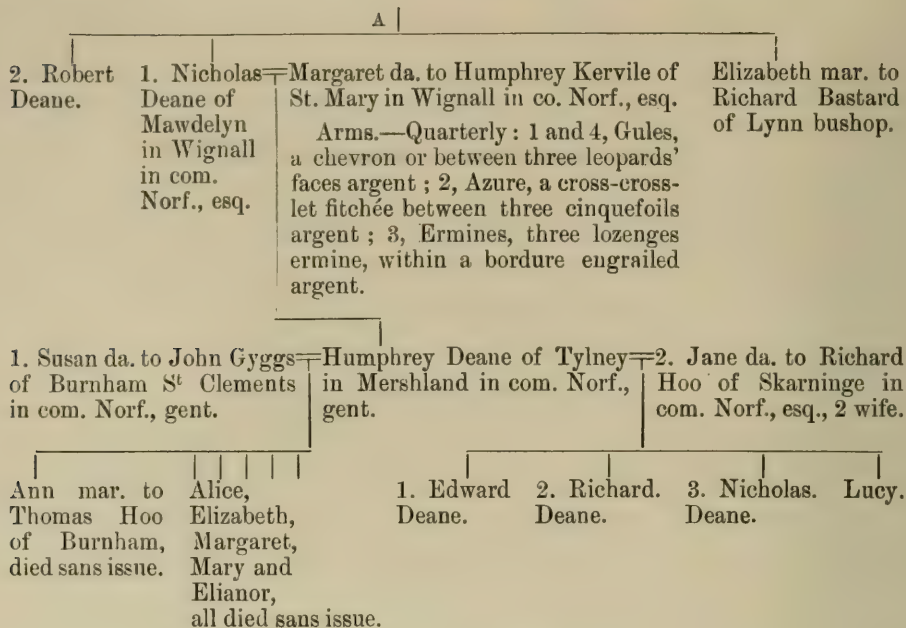 A
2. Robert
Deane.
1. Nicholas
Deane of
Mawdelyn
in Wignall
in com.
Norf., esq.
Margaret da. to Humphrey Kervile of
St. Mary in Wignall in co. Norf., esq.
Arms.—Quarterly: 1 and 4, Gules,
a chevron or between three leopards'
faces argent; 2, Azure, a cross-cross-
let fitchée between three cinquefoils
argent; 3, Ermines, three lozenges
ermine, within a bordure engrailed
argent.
Elizabeth mar. to
Richard Bastard
of Lynn bushop.
1. Susan da. to John Gyggs
of Burnham Sᵗ Clements
in com. Norf., gent.
Humphrey Deane of Tylney
in Mershland in com. Norf.,
gent.
2. Jane da. to Richard
Hoo of Skarninge in
com. Norf., esq., 2 wife.
Ann mar. to
Thomas Hoo
of Burnham,
died sans issue.
Alice,
Elizabeth,
Margaret,
Mary and
Elianor,
all died sans issue.
1. Edward
Deane.
2. Richard.
Deane.
3. Nicholas.
Deane.
Lucy.